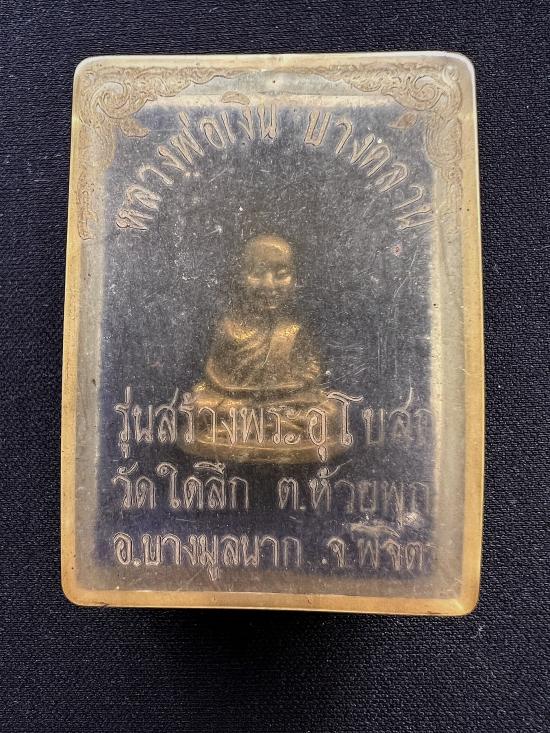 หลวงพ่อเงิน บางคลาน
รุ่นสร้างพระอุโบสถ
วัดใดลึก ต.ห้วยพุก
อ.บางมูลนาก จ.พิจิตร